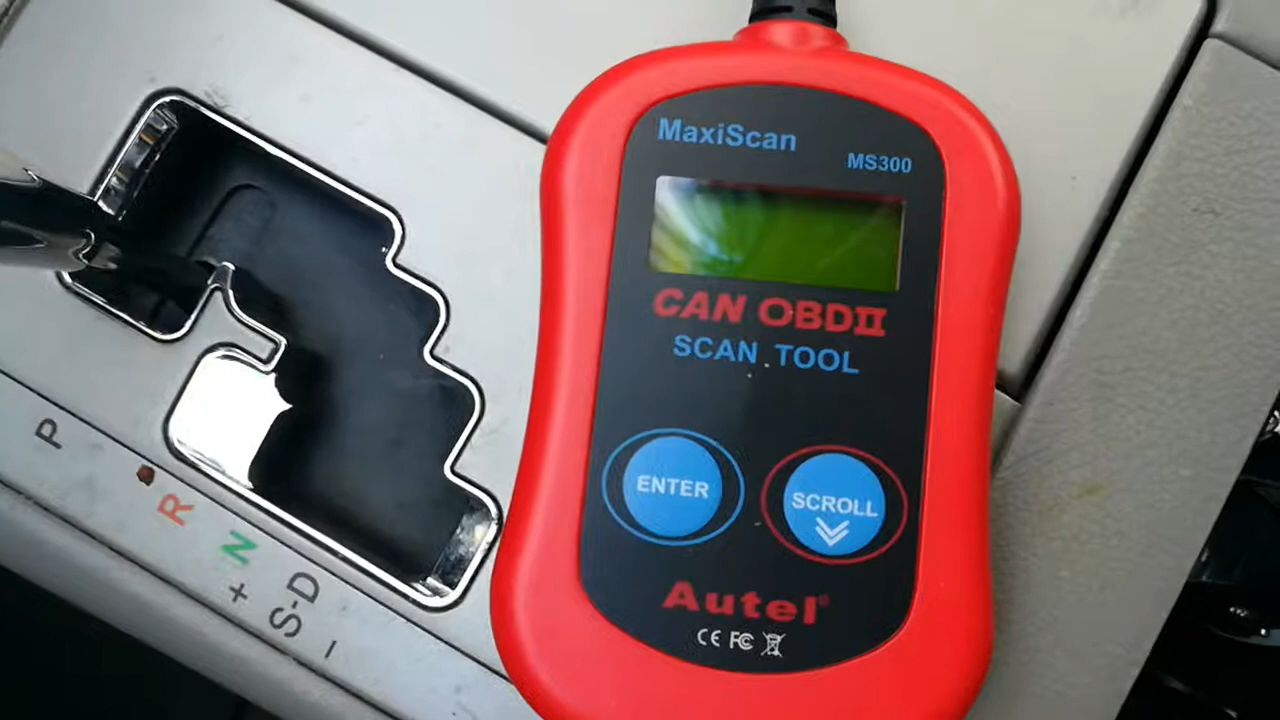 MaxiScan
MS300
CAN OBDII
SCAN TOOL
ENTER
SCROLL
Autel®
CE FC
P
R
N
+
S-D
-